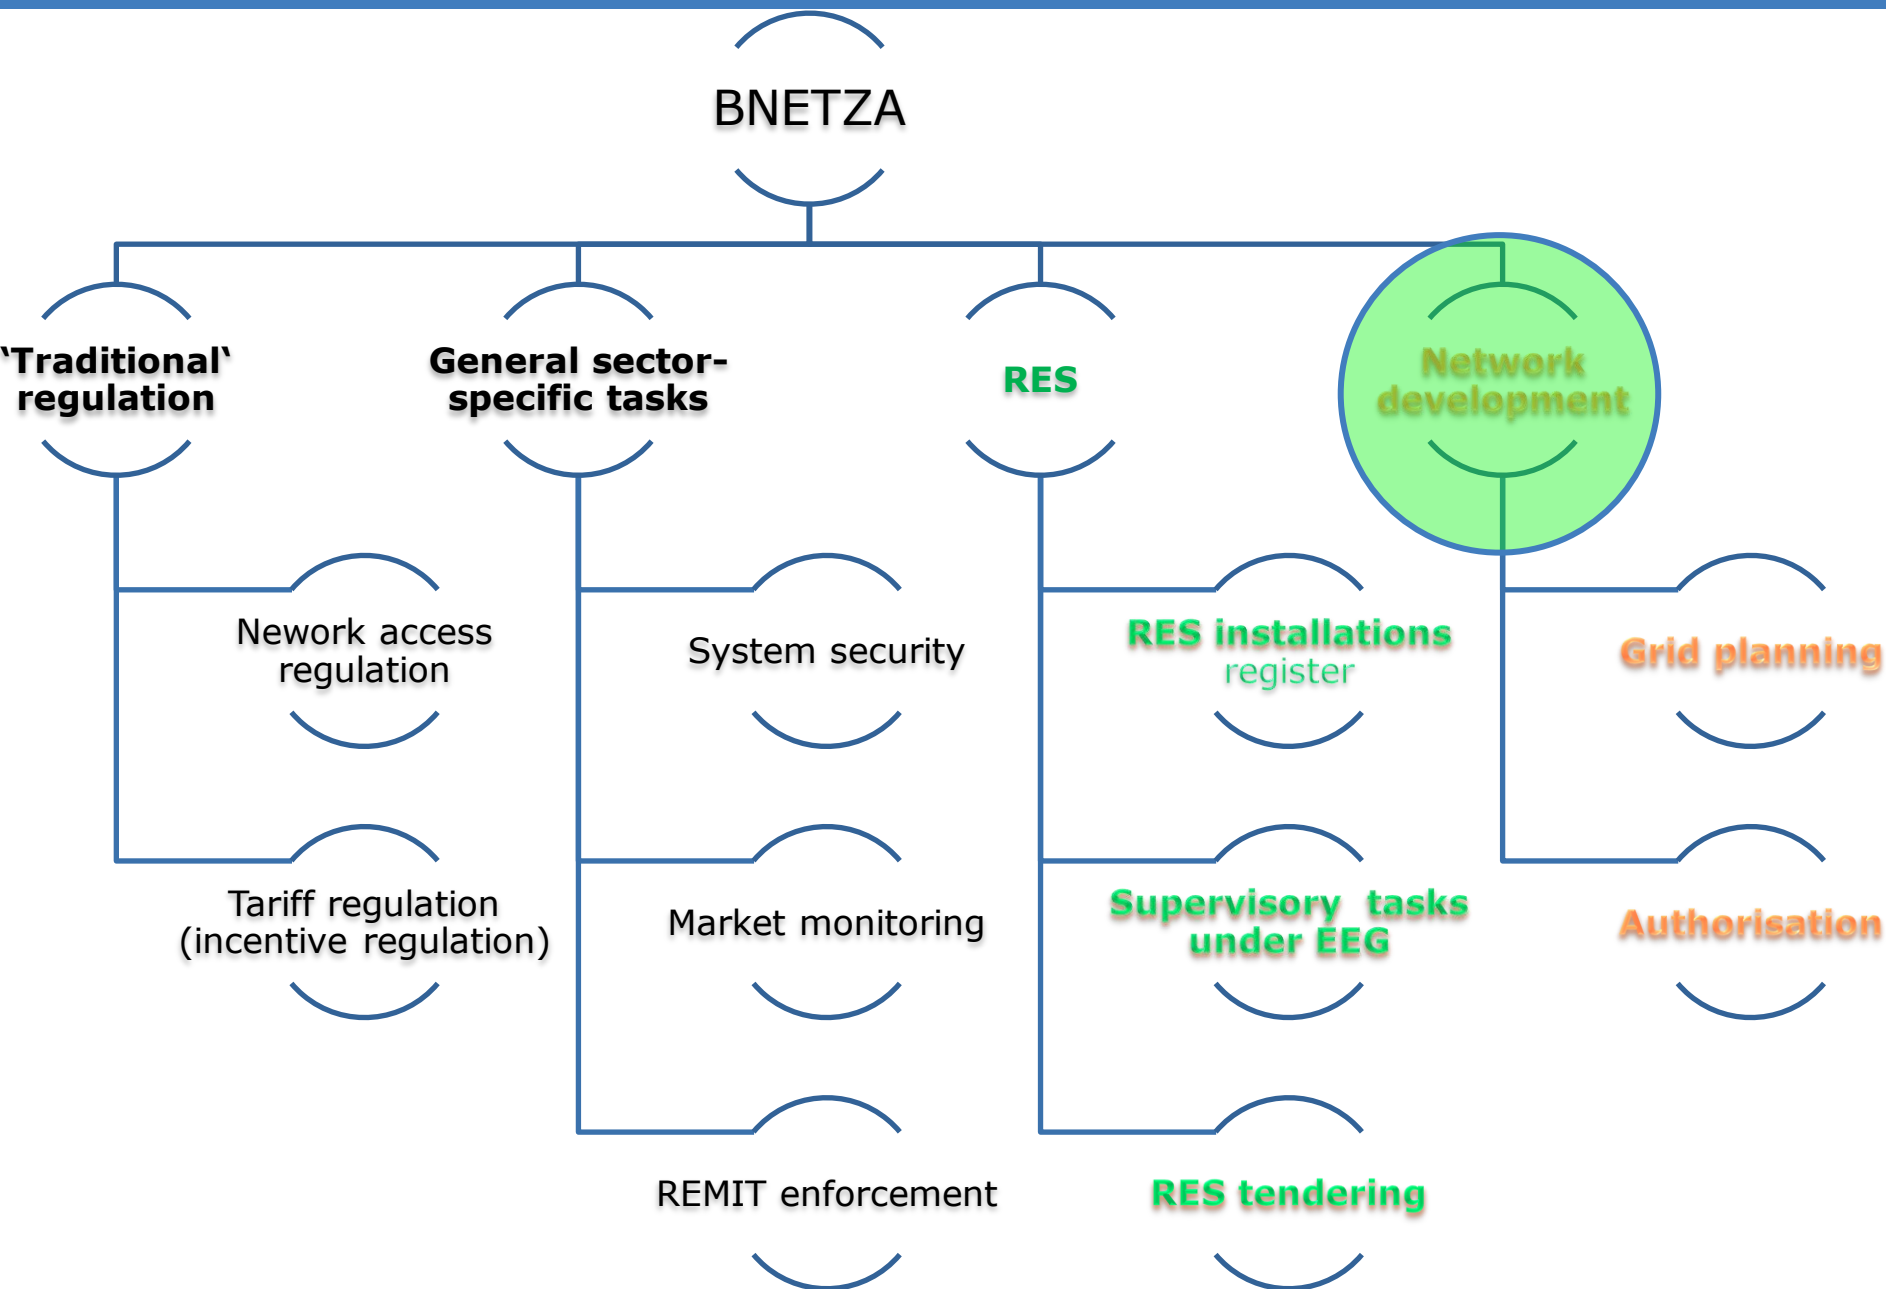 BNETZA
‘Traditional‘
regulation
General sector-
specific tasks
RES
Network
development
Nework access
regulation
System security
RES installations
register
Grid planning
Tariff regulation
(incentive regulation)
Market monitoring
Supervisory tasks
under EEG
Authorisation
REMIT enforcement
RES tendering